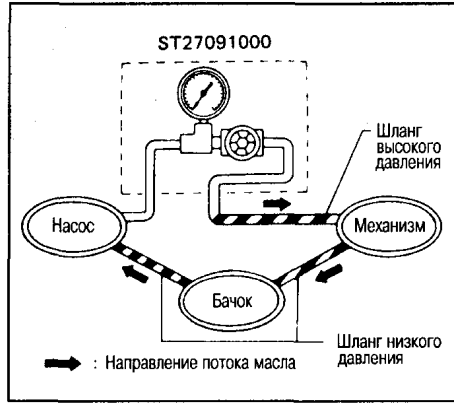 ST27091000
Шланг
высокого
давления
Насос
Механизм
Бачок
Шланг низкого
давления
: Направление потока масла